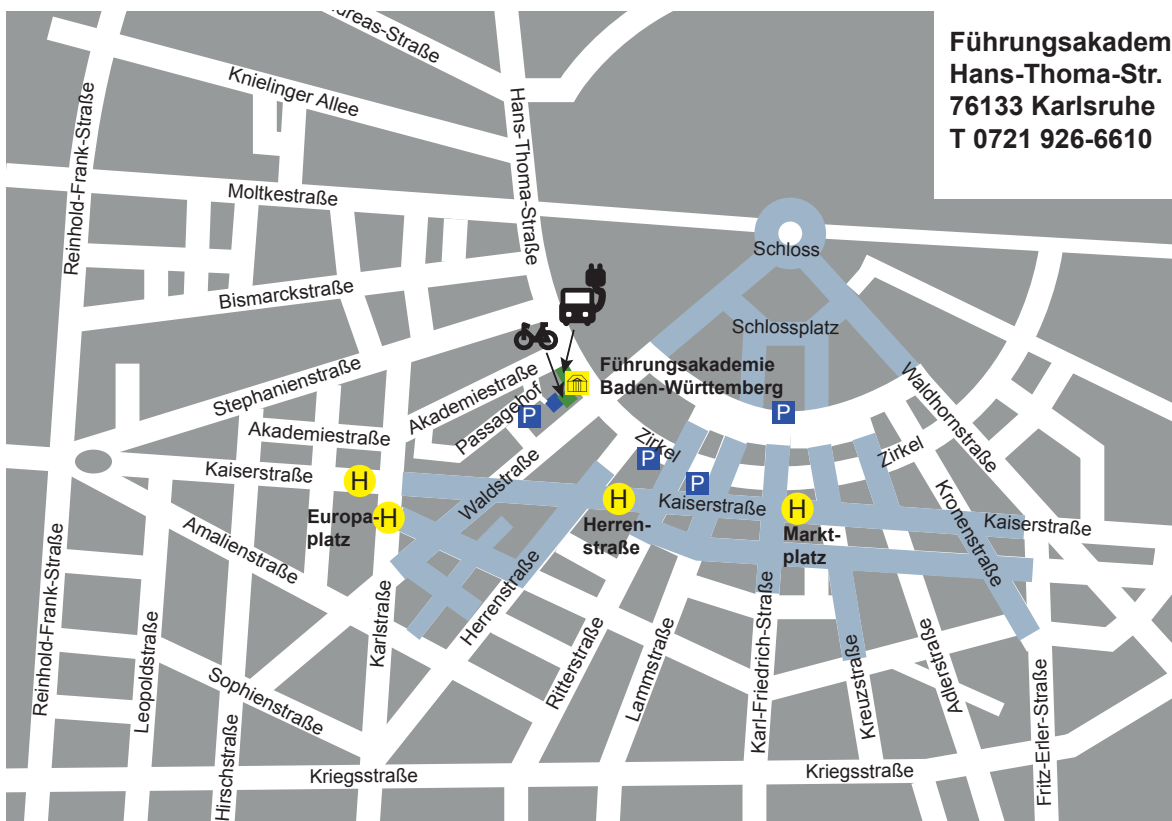 Führungsakadem
Hans-Thoma-Str.
76133 Karlsruhe
T 0721 926-6610
reas-Straße
Knielinger Allee
Reinhold-Frank-Straße
Hans-Thoma-Straße
Moltkestraße
Schloss
Bismarckstraße
Schlossplatz
Führungsakademie
Baden-Württemberg
Stephanienstraße
Akademiestraße
Passagehof
P
P
Waldhornstraße
Akademiestraße
Zirkel
Zirkel
P
P
Kaiserstraße
H
Waldstraße
H
Kaiserstraße
H
Kronenstraße
Kaiserstraße
Europa-
platz
H
Herren-
straße
Markt-
platz
Amalienstraße
Reinhold-Frank-Straße
Leopoldstraße
Karlstraße
Herrenstraße
Ritterstraße
Lammstraße
Karl-Friedrich-Straße
Kreuzstraße
Adlerstraße
Fritz-Erler-Straße
Sophienstraße
Hirschstraße
Kriegsstraße
Kriegsstraße